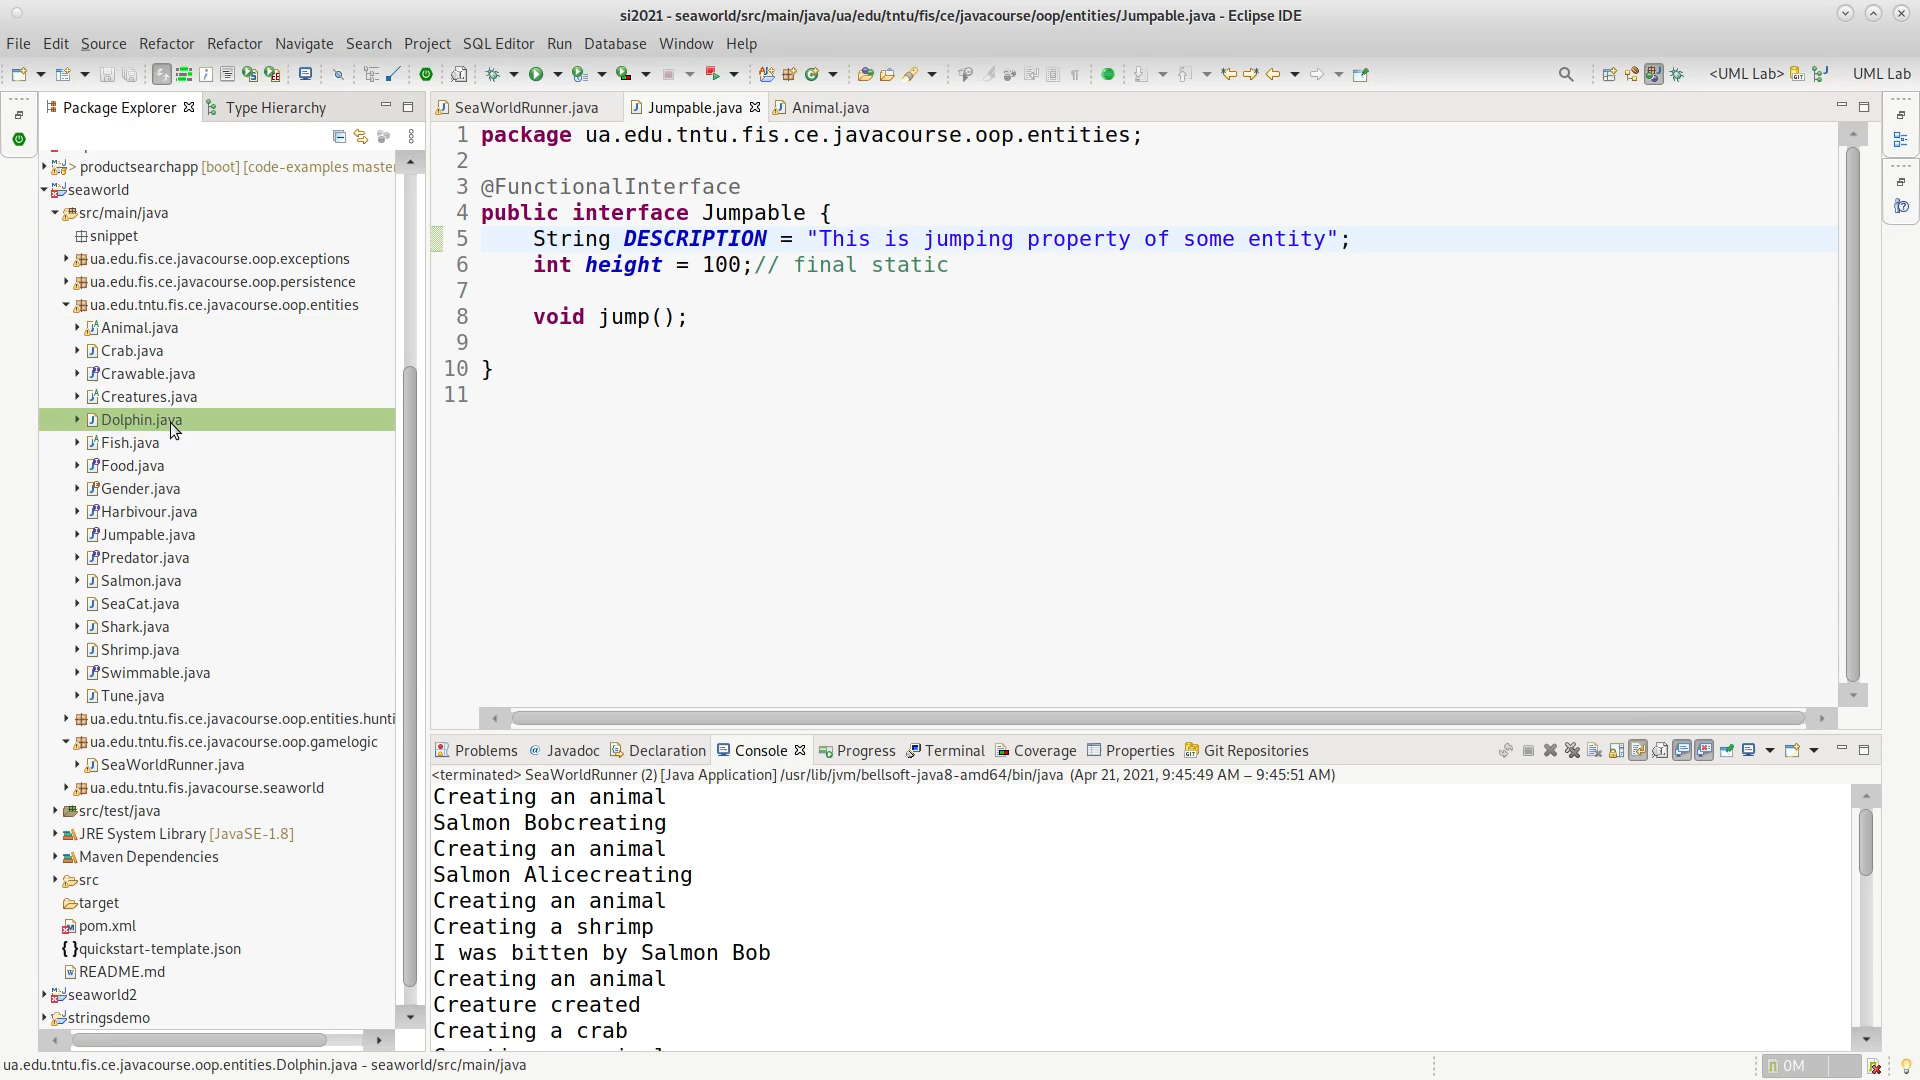 si2021 - seaworld/src/main/java/ua/edu/tntu/fis/ce/javacourse/oop/entities/Jumpable.java - Eclipse IDE
File Edit Source Refactor Refactor Navigate Search Project SQL Editor Run Database Window Help
<UML Lab> UML Lab
Package Explorer Type Hierarchy
> productsearchapp [boot] [code-examples master
seaworld
src/main/java
snippet
ua.edu.fis.ce.javacourse.oop.exceptions
ua.edu.fis.ce.javacourse.oop.persistence
ua.edu.tntu.fis.ce.javacourse.oop.entities
Animal.java
Crab.java
Crawable.java
Creatures.java
Dolphin.java
Fish.java
Food.java
Gender.java
Harbivour.java
Jumpable.java
Predator.java
Salmon.java
SeaCat.java
Shark.java
Shrimp.java
Swimmable.java
Tune.java
ua.edu.tntu.fis.ce.javacourse.oop.entities.hunti
ua.edu.tntu.fis.ce.javacourse.oop.gamelogic
SeaWorldRunner.java
ua.edu.tntu.fis.javacourse.seaworld
src/test/java
JRE System Library [JavaSE-1.8]
Maven Dependencies
src
target
pom.xml
quickstart-template.json
README.md
seaworld2
stringsdemo
SeaWorldRunner.java Jumpable.java Animal.java
1 package ua.edu.tntu.fis.ce.javacourse.oop.entities;
2
3 @FunctionalInterface
4 public interface Jumpable {
5 String DESCRIPTION = "This is jumping property of some entity";
6 int height = 100;// final static
7
8 void jump();
9
10 }
11
Problems Javadoc Declaration Console Progress Terminal Coverage Properties Git Repositories
<terminated> SeaWorldRunner (2) [Java Application] /usr/lib/jvm/bellsoft-java8-amd64/bin/java (Apr 21, 2021, 9:45:49 AM – 9:45:51 AM)
Creating an animal
Salmon Bobcreating
Creating an animal
Salmon Alicecreating
Creating an animal
Creating a shrimp
I was bitten by Salmon Bob
Creating an animal
Creature created
Creating a crab
ua.edu.tntu.fis.ce.javacourse.oop.entities.Dolphin.java - seaworld/src/main/java
0M